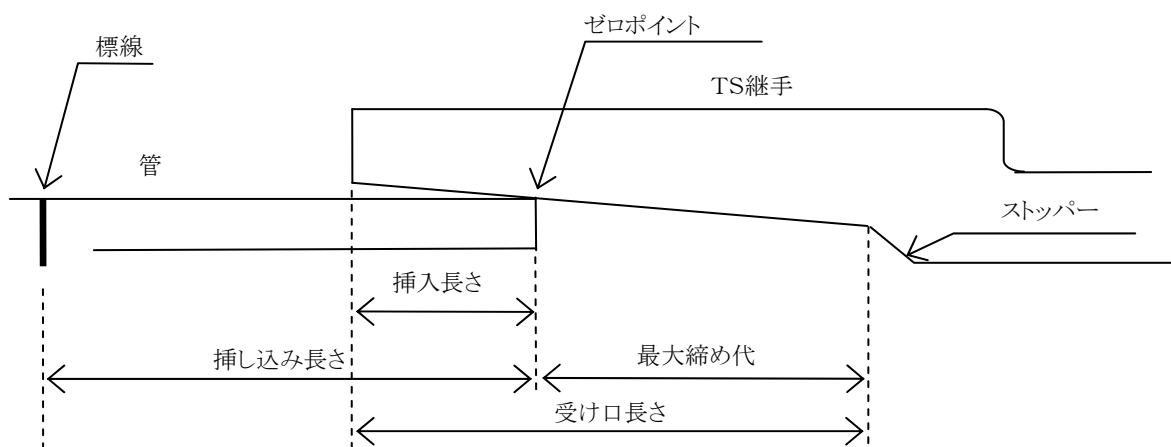 ゼロポイント
標線
TS継手
管
ストッパー
挿入長さ
挿し込み長さ
最大締め代
受け口長さ